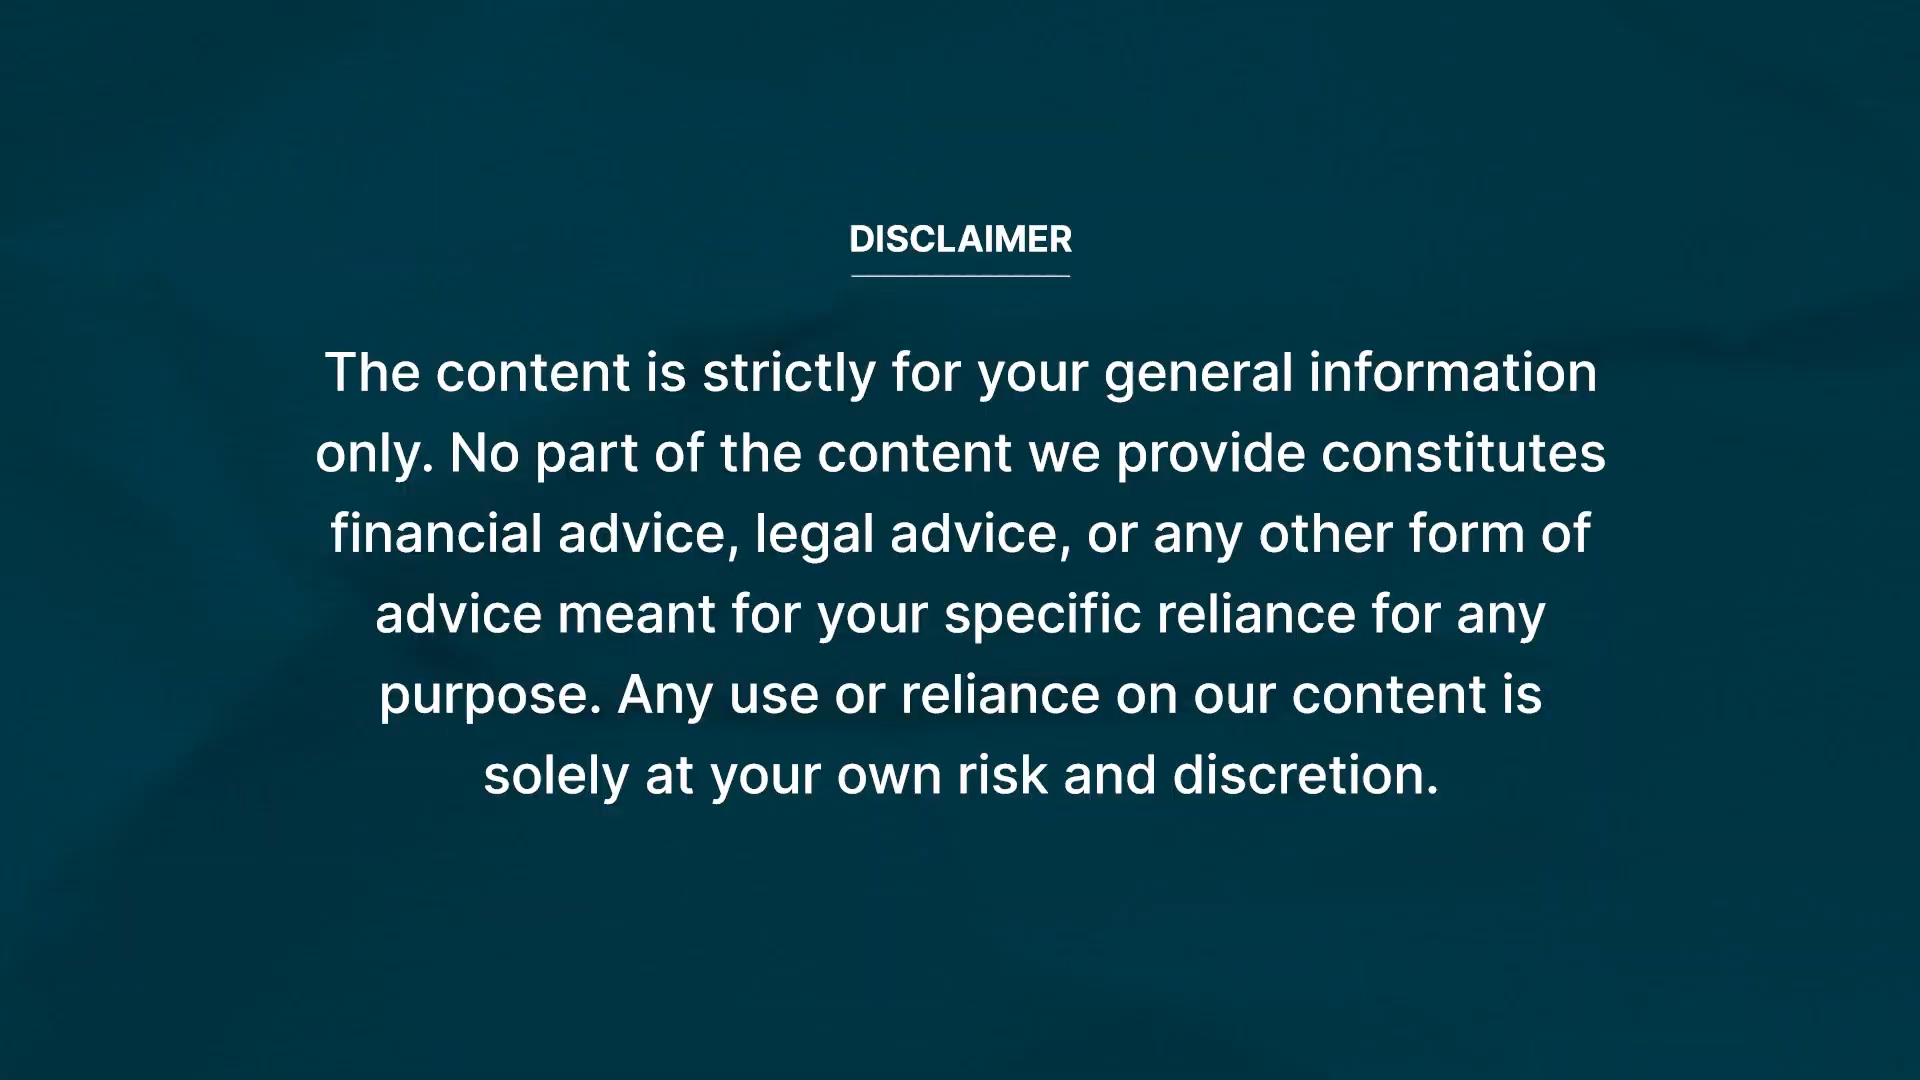 DISCLAIMER
The content is strictly for your general information
only. No part of the content we provide constitutes
financial advice, legal advice, or any other form of
advice meant for your specific reliance for any
purpose. Any use or reliance on our content is
solely at your own risk and discretion.